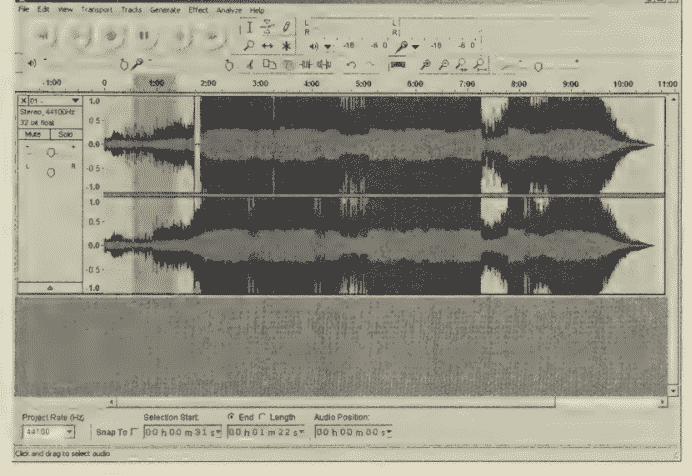 File Edit View Transport Tracks Generate Effect Analyze Help
L
R
L
R
-18 -6 0
-18 -6 0
-1:00 0 1:00 2:00 3:00 4:00 5:00 6:00 7:00 8:00 9:00 10:00 11:00
X 01 -
Stereo, 44100Hz
32 bit float
Mute Solo
- +
L R
1.0
0.5
0.0
-0.5
-1.0
1.0
0.5
0.0
-0.5
-1.0
Project Rate (Hz)
44100
Selection Start: End Length Audio Position:
Snap To 00 h 00 m 31 s 00 h 01 m 22 s 00 h 00 m 00 s
Click and drag to select audio